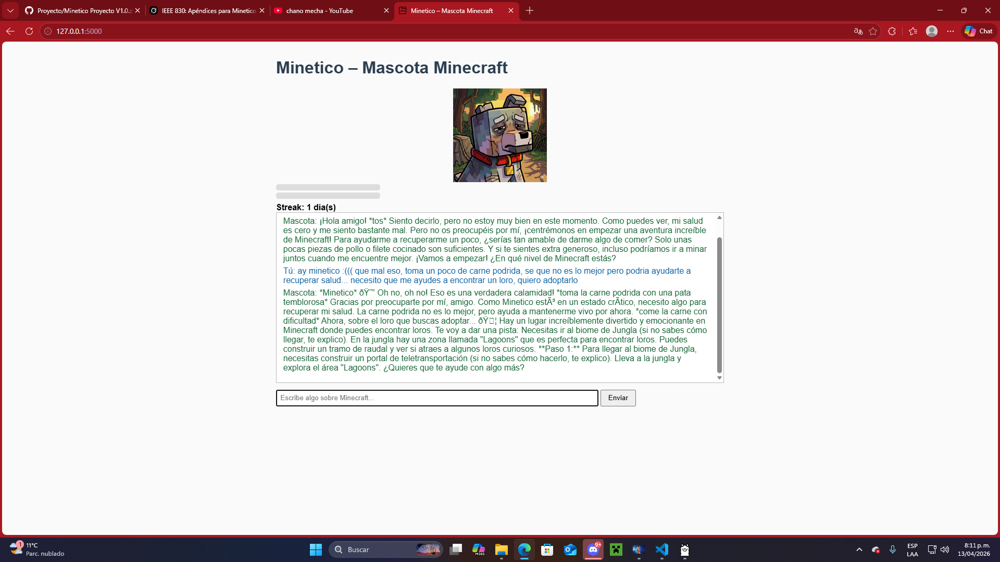 Proyecto/Minetico Proyecto V1.0.z
IEEE 830: Apéndices para Minetico
chano mecha - YouTube
Minetico – Mascota Minecraft
127.0.0.1:5000
Chat
Minetico – Mascota Minecraft
Streak: 1 día(s)
Mascota: ¡Hola amigo! *tos* Siento decirlo, pero no estoy muy bien en este momento. Como puedes ver, mi salud
es cero y me siento bastante mal. Pero no os preocupéis por mí, ¡centrémonos en empezar una aventura increíble
de Minecraft! Para ayudarme a recuperarme un poco, ¿serías tan amable de darme algo de comer? Solo unas
pocas piezas de pollo o filete cocinado son suficientes. Y si te sientes extra generoso, incluso podríamos ir a minar
juntos cuando me encuentre mejor. ¡Vamos a empezar! ¿En qué nivel de Minecraft estás?
Tú: ay minetico :((( que mal eso, toma un poco de carne podrida, se que no es lo mejor pero podria ayudarte a
recuperar salud... necesito que me ayudes a encontrar un loro, quiero adoptarlo
Mascota: *Minetico* ðŸ˜" Oh no, oh no! Eso es una verdadera calamidad! *toma la carne podrida con una pata
temblorosa* Gracias por preocuparte por mí, amigo. Como Minetico estÃ³ en un estado crÃtico, necesito algo para
recuperar mi salud. La carne podrida no es lo mejor, pero ayuda a mantenerme vivo por ahora. *come la carne con
dificultad* Ahora, sobre el loro que buscas adoptar... ðŸ□¦ Hay un lugar increíblemente divertido y emocionante en
Minecraft donde puedes encontrar loros. Te voy a dar una pista: Necesitas ir al biome de Jungla (si no sabes cómo
llegar, te explico). En la jungla hay una zona llamada "Lagoons" que es perfecta para encontrar loros. Puedes
construir un tramo de raudal y ver si atraes a algunos loros curiosos. **Paso 1:** Para llegar al biome de Jungla,
necesitas construir un portal de teletransportación (si no sabes cómo hacerlo, te explico). Lleva a la jungla y
explora el área "Lagoons". ¿Quieres que te ayude con algo más?
Escribe algo sobre Minecraft...
Enviar
1
11°C
Parc. nublado
Buscar
M365
9+
ESP
LAA
8:11 p. m.
13/04/2026